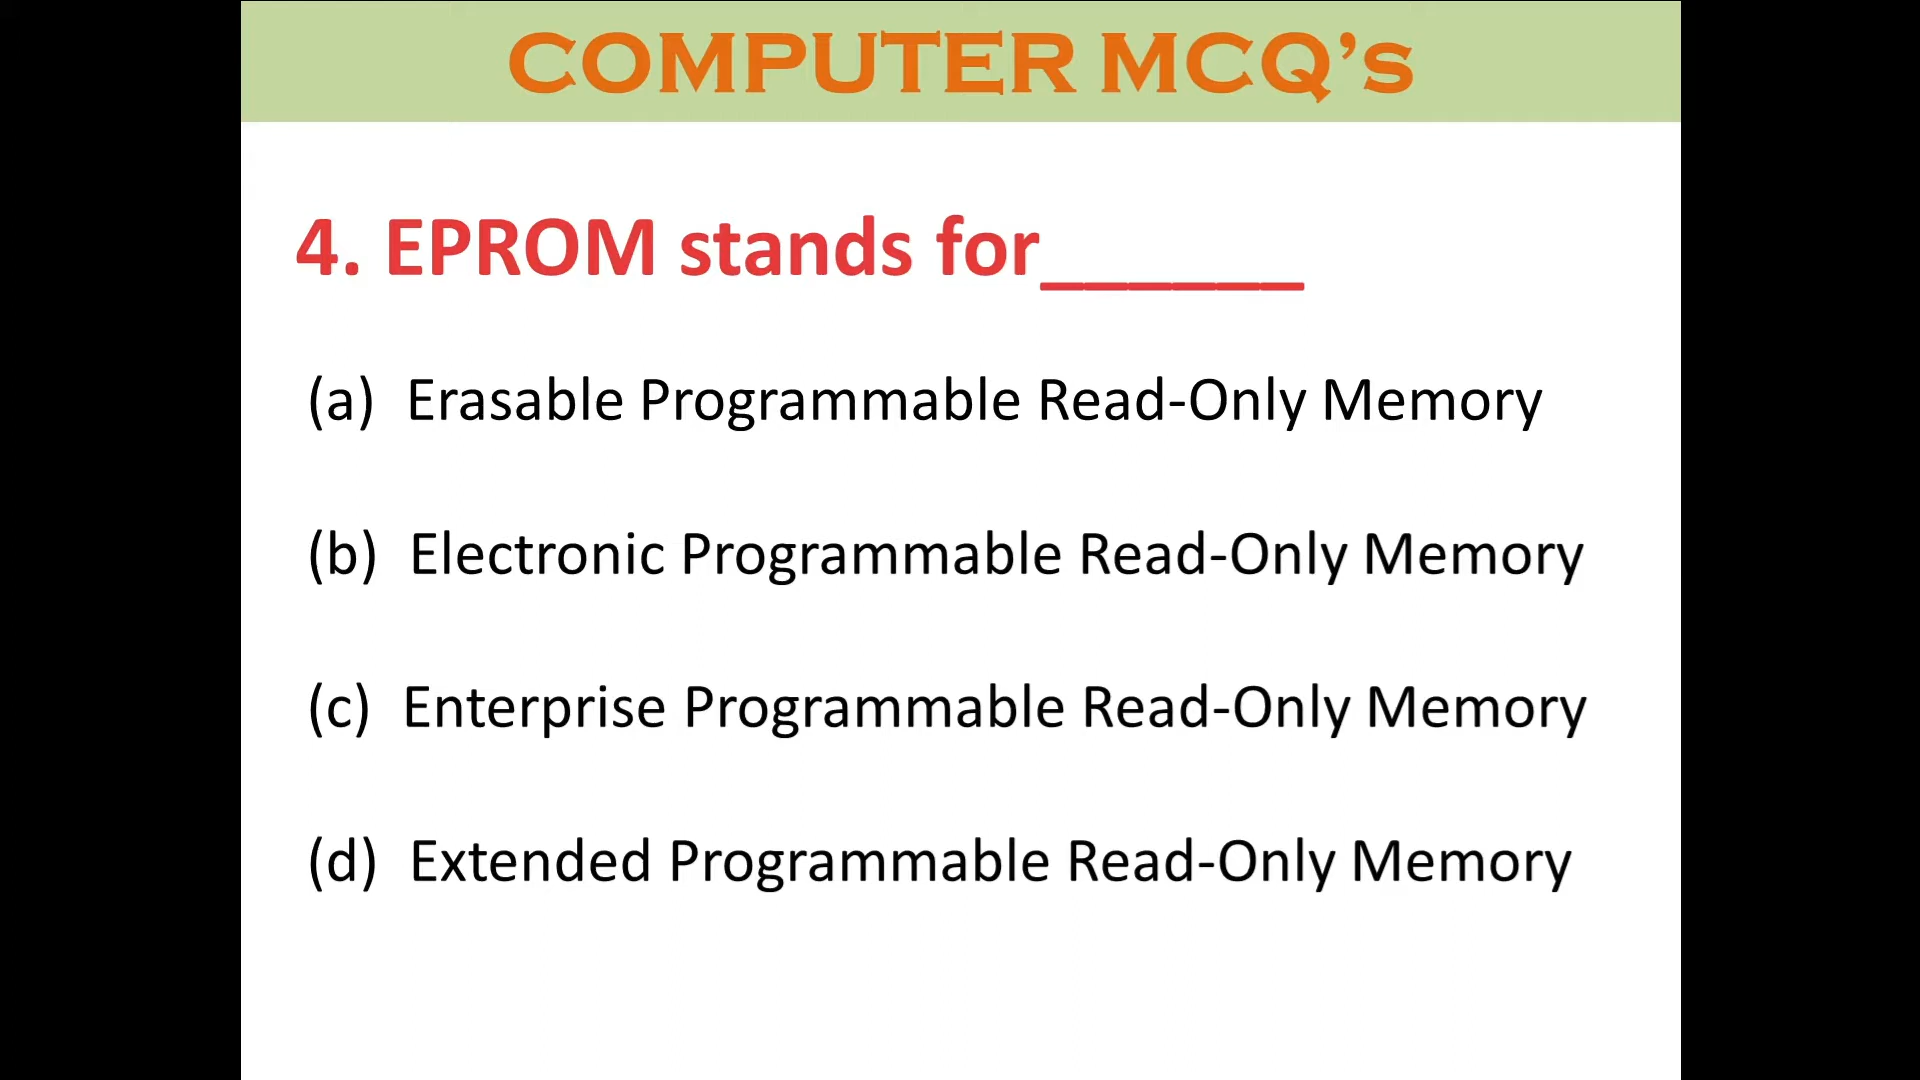 COMPUTER MCQ's
4. EPROM stands for______
(a) Erasable Programmable Read-Only Memory
(b) Electronic Programmable Read-Only Memory
(c) Enterprise Programmable Read-Only Memory
(d) Extended Programmable Read-Only Memory